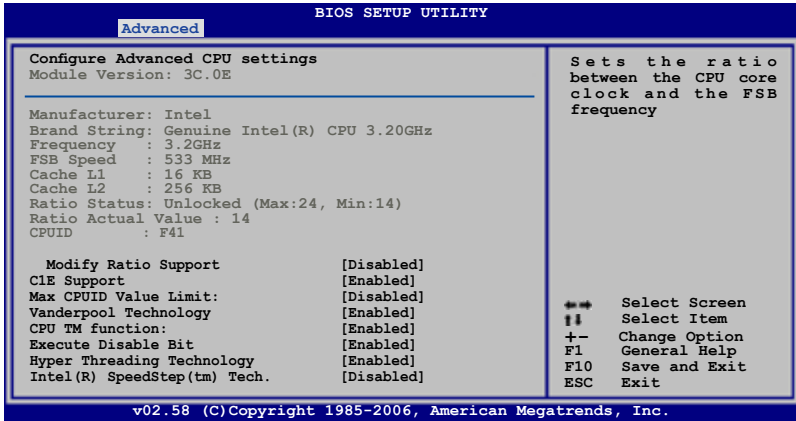 BIOS SETUP UTILITY
Advanced
Configure Advanced CPU settings
Module Version: 3C.0E
Manufacturer: Intel
Brand String: Genuine Intel(R) CPU 3.20GHz
Frequency : 3.2GHz
FSB Speed : 533 MHz
Cache L1 : 16 KB
Cache L2 : 256 KB
Ratio Status: Unlocked (Max:24, Min:14)
Ratio Actual Value : 14
CPUID : F41
Modify Ratio Support [Disabled]
C1E Support [Enabled]
Max CPUID Value Limit: [Disabled]
Vanderpool Technology [Enabled]
CPU TM function: [Enabled]
Execute Disable Bit [Enabled]
Hyper Threading Technology [Enabled]
Intel(R) SpeedStep(tm) Tech. [Disabled]
Sets the ratio
between the CPU core
clock and the FSB
frequency
←→ Select Screen
↑↓ Select Item
+- Change Option
F1 General Help
F10 Save and Exit
ESC Exit
v02.58 (C)Copyright 1985-2006, American Megatrends, Inc.